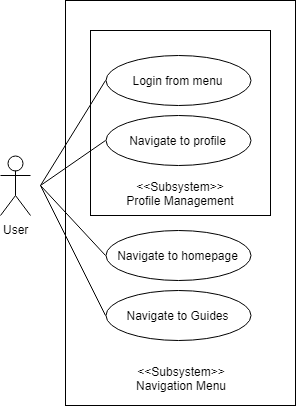 Login from menu
Navigate to profile
<<Subsystem>>
Profile Management
User
Navigate to homepage
Navigate to Guides
<<Subsystem>>
Navigation Menu